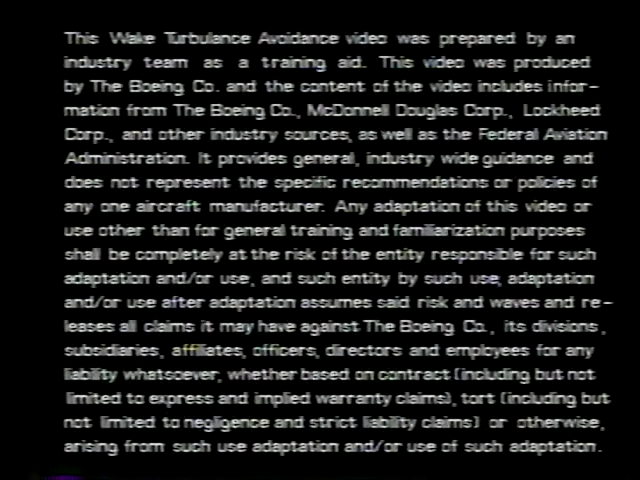 This Wake Turbulance Avoidance video was prepared by an
industry team as a training aid. This video was produced
by The Boeing Co. and the content of the video includes infor-
mation from The Boeing Co., McDonnell Douglas Corp., Lockheed
Corp., and other industry sources, as well as the Federal Aviation
Administration. It provides general, industry wide guidance and
does not represent the specific recommendations or policies of
any one aircraft manufacturer. Any adaptation of this video or
use other than for general training and familiarization purposes
shall be completely at the risk of the entity responsible for such
adaptation and/or use, and such entity by such use, adaptation
and/or use after adaptation assumes said risk and waves and re-
leases all claims it may have against The Boeing Co., its divisions,
subsidiaries, affiliates, officers, directors and employees for any
liability whatsoever, whether based on contract (including but not
limited to express and implied warranty claims), tort (including but
not limited to negligence and strict liability claims) or otherwise,
arising from such use adaptation and/or use of such adaptation.